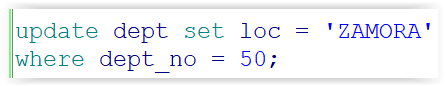 update dept set loc = 'ZAMORA'
where dept_no = 50;